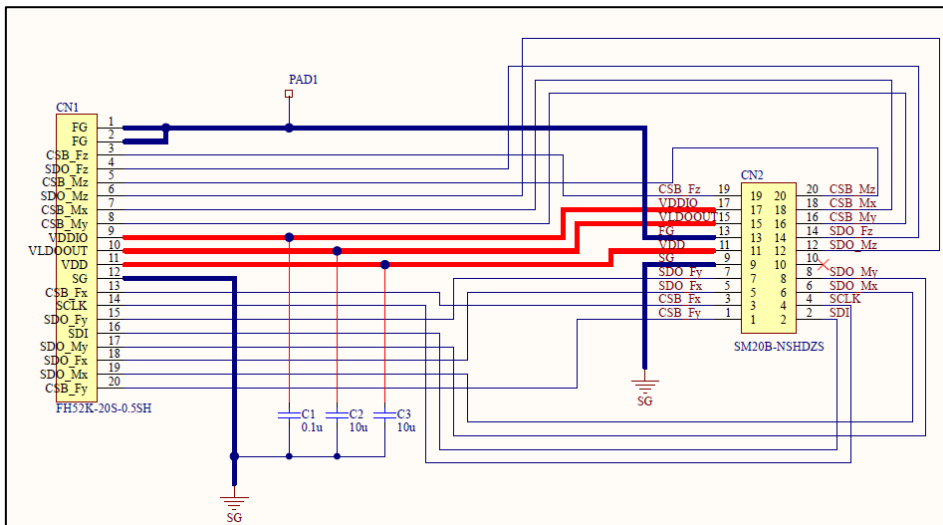 PAD1
CN1
FG 1
FG 2
CSB_Fz 3
SDO_Fz 4
CSB_Mz 5
SDO_Mz 6
CSB_Mx 7
CSB_My 8
VDDIO 9
VLDOOUT 10
VDD 11
SG 12
CSB_Fx 13
SCLK 14
SDO_Fy 15
SDI 16
SDO_My 17
SDO_Fx 18
SDO_Mx 19
CSB_Fy 20
FH52K-20S-0.5SH
CN2
CSB_Fz 19 19 20 20 CSB_Mz
VDDIO 17 17 18 18 CSB_Mx
VLDOOUT 15 15 16 16 CSB_My
FG 13 13 14 14 SDO_Fz
VDD 11 11 12 12 SDO_Mz
SG 9 9 10 10
SDO_Fy 7 7 8 8 SDO_My
SDO_Fx 5 5 6 6 SDO_Mx
CSB_Fx 3 3 4 4 SCLK
CSB_Fy 1 1 2 2 SDI
SM20B-NSHDZS
SG
C1 C2 C3
0.1u 10u 10u
SG